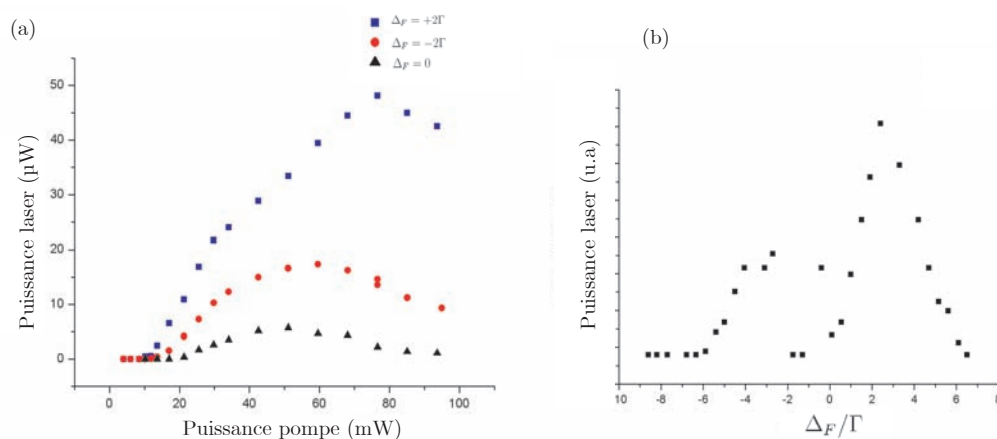 (a)
Δ_F = +2Γ
Δ_F = −2Γ
Δ_F = 0
50
40
30
20
10
0
0 20 40 60 80 100
Puissance laser (µW)
Puissance pompe (mW)
(b)
Puissance laser (u.a)
-10 -8 -6 -4 -2 0 2 4 6 8
Δ_F/Γ